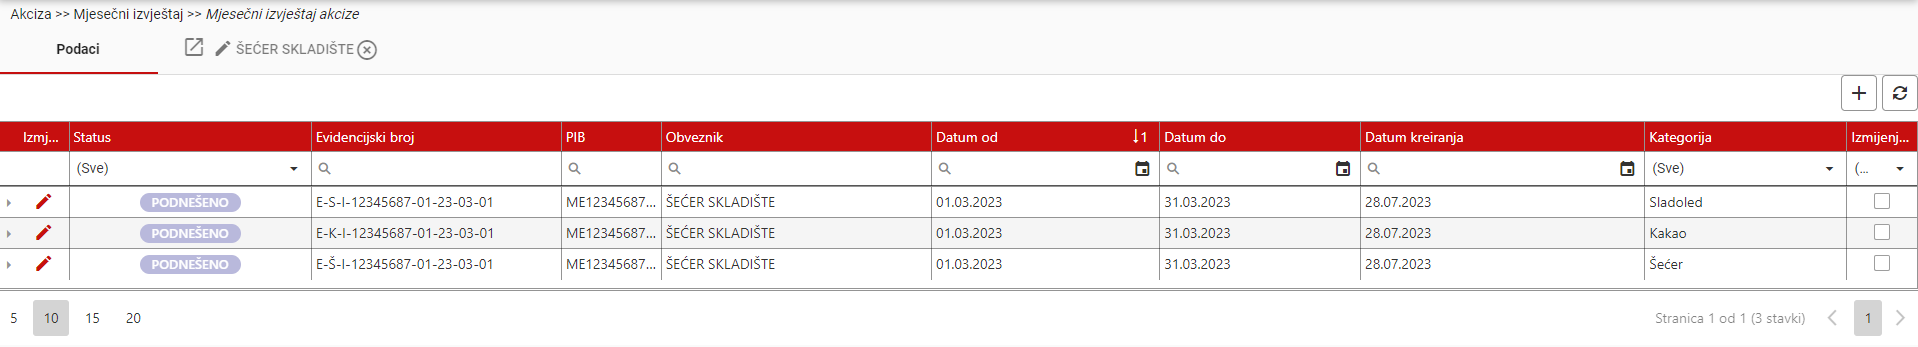 Akciza >> Mjesečni izvještaj >> Mjesečni izvještaj akcize
Podaci ŠEĆER SKLADIŠTE
Izmj... Status Evidencijski broj PIB Obveznik Datum od 1 Datum do Datum kreiranja Kategorija Izmijenj...
(Sve) (Sve) (...
PODNEŠENO E-S-I-12345687-01-23-03-01 ME12345687... ŠEĆER SKLADIŠTE 01.03.2023 31.03.2023 28.07.2023 Sladoled
PODNEŠENO E-K-I-12345687-01-23-03-01 ME12345687... ŠEĆER SKLADIŠTE 01.03.2023 31.03.2023 28.07.2023 Kakao
PODNEŠENO E-Š-I-12345687-01-23-03-01 ME12345687... ŠEĆER SKLADIŠTE 01.03.2023 31.03.2023 28.07.2023 Šećer
5 10 15 20 Stranica 1 od 1 (3 stavki) 1